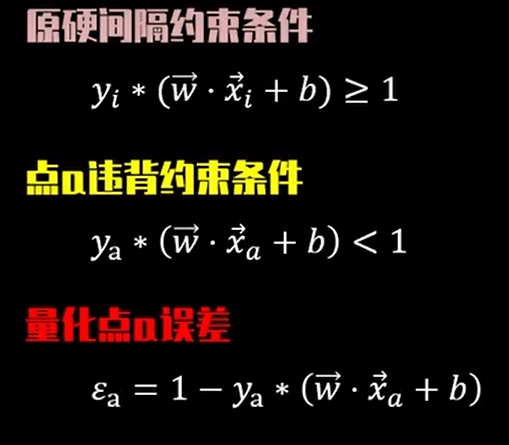 原硬间隔约束条件
yᵢ * (w⃗ · x⃗ᵢ + b) ≥ 1
点a违背约束条件
yₐ * (w⃗ · x⃗ₐ + b) < 1
量化点a误差
εₐ = 1 − yₐ * (w⃗ · x⃗ₐ + b)